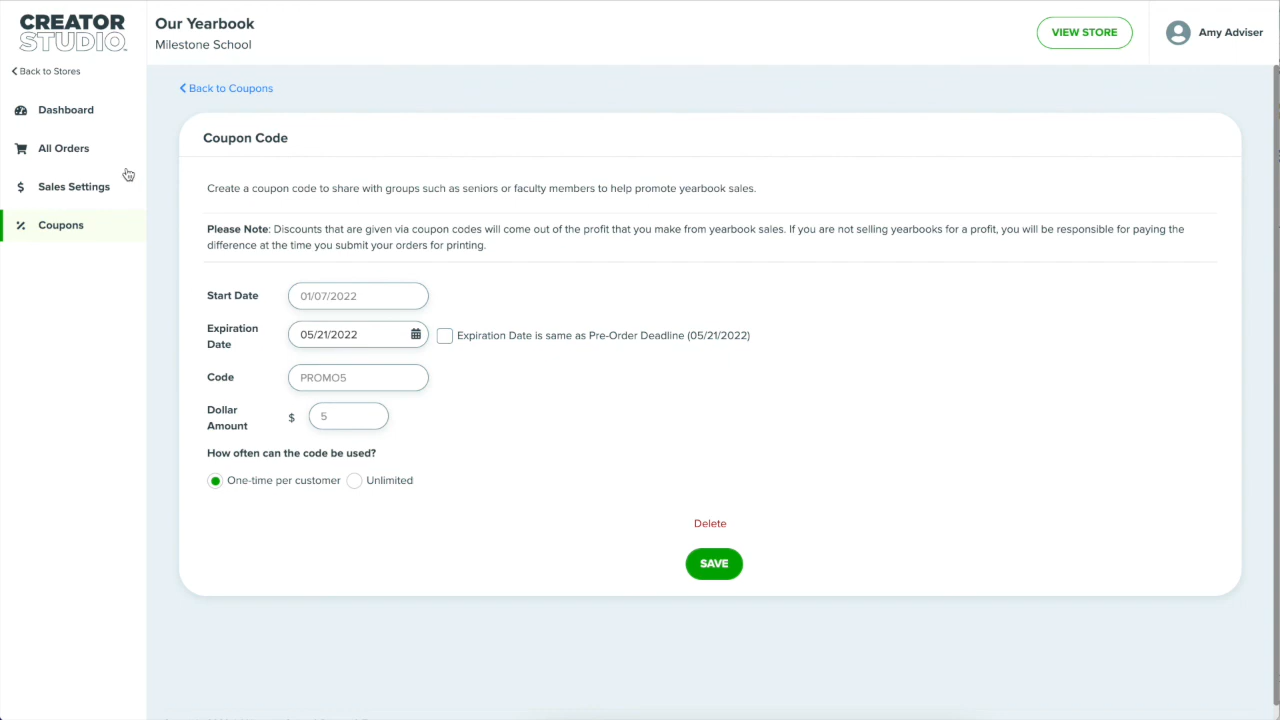 CREATOR
STUDIO
Our Yearbook
Milestone School
VIEW STORE
Amy Adviser
Back to Stores
Back to Coupons
Dashboard
All Orders
Sales Settings
Coupons
Coupon Code
Create a coupon code to share with groups such as seniors or faculty members to help promote yearbook sales.
Please Note: Discounts that are given via coupon codes will come out of the profit that you make from yearbook sales. If you are not selling yearbooks for a profit, you will be responsible for paying the
difference at the time you submit your orders for printing.
Start Date
01/07/2022
Expiration
Date
05/21/2022
Expiration Date is same as Pre-Order Deadline (05/21/2022)
Code
PROMO5
Dollar
Amount
$
5
How often can the code be used?
One-time per customer
Unlimited
Delete
SAVE